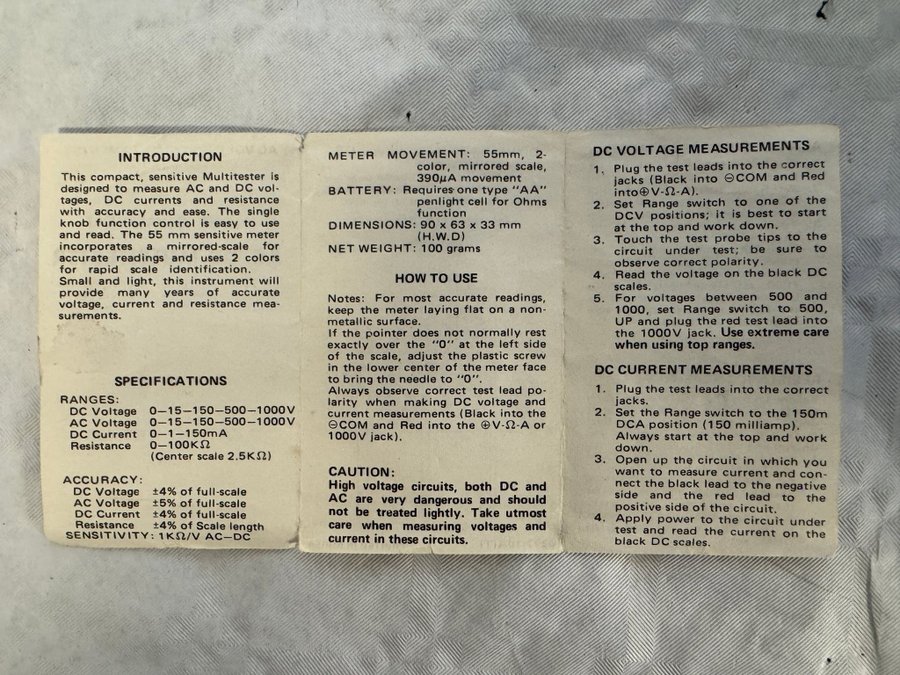 INTRODUCTION
This compact, sensitive Multitester is
designed to measure AC and DC vol-
tages, DC currents and resistance
with accuracy and ease. The single
knob function control is easy to use
and read. The 55 mm sensitive meter
incorporates a mirrored-scale for
accurate readings and uses 2 colors
for rapid scale identification.
Small and light, this instrument will
provide many years of accurate
voltage, current and resistance mea-
surements.
SPECIFICATIONS
RANGES:
DC Voltage 0—15—150—500—1000V
AC Voltage 0—15—150—500—1000V
DC Current 0—1—150mA
Resistance 0—100KΩ
(Center scale 2.5KΩ)
ACCURACY:
DC Voltage ±4% of full-scale
AC Voltage ±5% of full-scale
DC Current ±4% of full-scale
Resistance ±4% of Scale length
SENSITIVITY: 1KΩ/V AC—DC
METER MOVEMENT: 55mm, 2-
color, mirrored scale,
390µA movement
BATTERY: Requires one type "AA"
penlight cell for Ohms
function
DIMENSIONS: 90 x 63 x 33 mm
(H.W.D)
NET WEIGHT: 100 grams
HOW TO USE
Notes: For most accurate readings,
keep the meter laying flat on a non-
metallic surface.
If the pointer does not normally rest
exactly over the "0" at the left side
of the scale, adjust the plastic screw
in the lower center of the meter face
to bring the needle to "0".
Always observe correct test lead po-
larity when making DC voltage and
current measurements (Black into the
⊖COM and Red into the ⊕V·Ω·A or
1000V jack).
CAUTION:
High voltage circuits, both DC and
AC are very dangerous and should
not be treated lightly. Take utmost
care when measuring voltages and
current in these circuits.
DC VOLTAGE MEASUREMENTS
1. Plug the test leads into the correct
jacks (Black into ⊖COM and Red
into⊕V·Ω·A).
2. Set Range switch to one of the
DCV positions; it is best to start
at the top and work down.
3. Touch the test probe tips to the
circuit under test; be sure to
observe correct polarity.
4. Read the voltage on the black DC
scales.
5. For voltages between 500 and
1000, set Range switch to 500,
UP and plug the red test lead into
the 1000V jack. Use extreme care
when using top ranges.
DC CURRENT MEASUREMENTS
1. Plug the test leads into the correct
jacks.
2. Set the Range switch to the 150m
DCA position (150 milliamp).
Always start at the top and work
down.
3. Open up the circuit in which you
want to measure current and con-
nect the black lead to the negative
side and the red lead to the
positive side of the circuit.
4. Apply power to the circuit under
test and read the current on the
black DC scales.